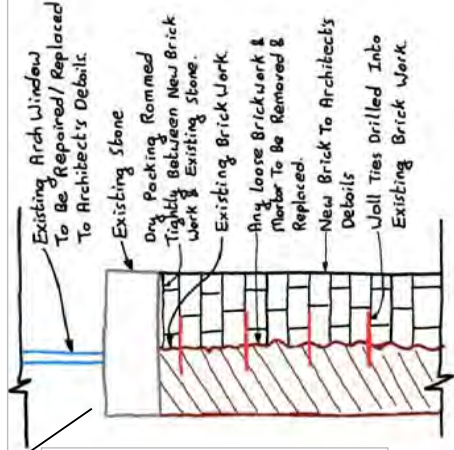 Existing Arch Window
To Be Repaired/Replaced
To Architect's Details.
Existing Stone
Dry Packing Rammed
Tightly Between New Brick
Work & Existing Stone.
Existing Brick Work.
Any Loose Brickwork &
Mortar To Be Removed &
Replaced.
New Brick To Architect's
Details
Wall Ties Drilled Into
Existing Brick Work.